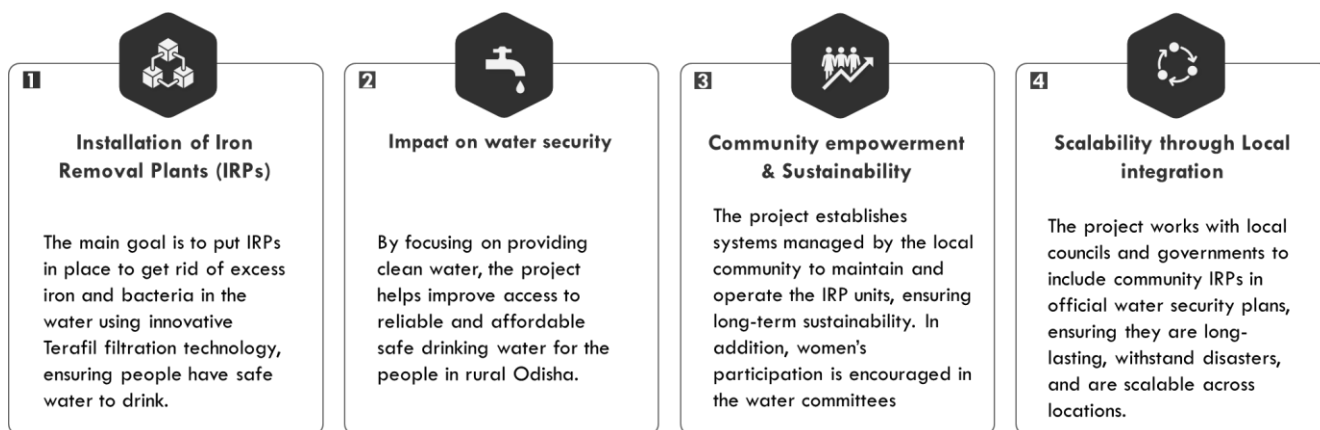 1
Installation of Iron
Removal Plants (IRPs)
The main goal is to put IRPs
in place to get rid of excess
iron and bacteria in the
water using innovative
Terafil filtration technology,
ensuring people have safe
water to drink.
2
Impact on water security
By focusing on providing
clean water, the project
helps improve access to
reliable and affordable
safe drinking water for the
people in rural Odisha.
3
Community empowerment
& Sustainability
The project establishes
systems managed by the local
community to maintain and
operate the IRP units, ensuring
long-term sustainability. In
addition, women’s
participation is encouraged in
the water committees
4
Scalability through Local
integration
The project works with local
councils and governments to
include community IRPs in
official water security plans,
ensuring they are long-
lasting, withstand disasters,
and are scalable across
locations.